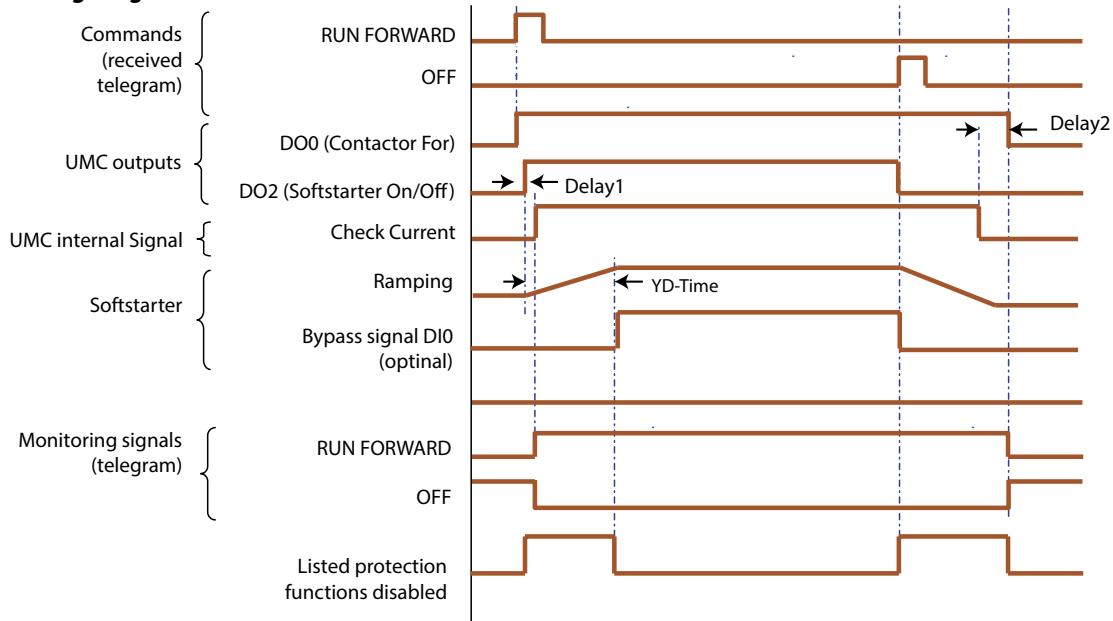 Commands
(received
telegram)
RUN FORWARD
OFF
UMC outputs
DO0 (Contactor For)
Delay2
DO2 (Softstarter On/Off)
Delay1
UMC internal Signal
Check Current
Softstarter
Ramping
YD-Time
Bypass signal DI0
(optinal)
Monitoring signals
(telegram)
RUN FORWARD
OFF
Listed protection
functions disabled